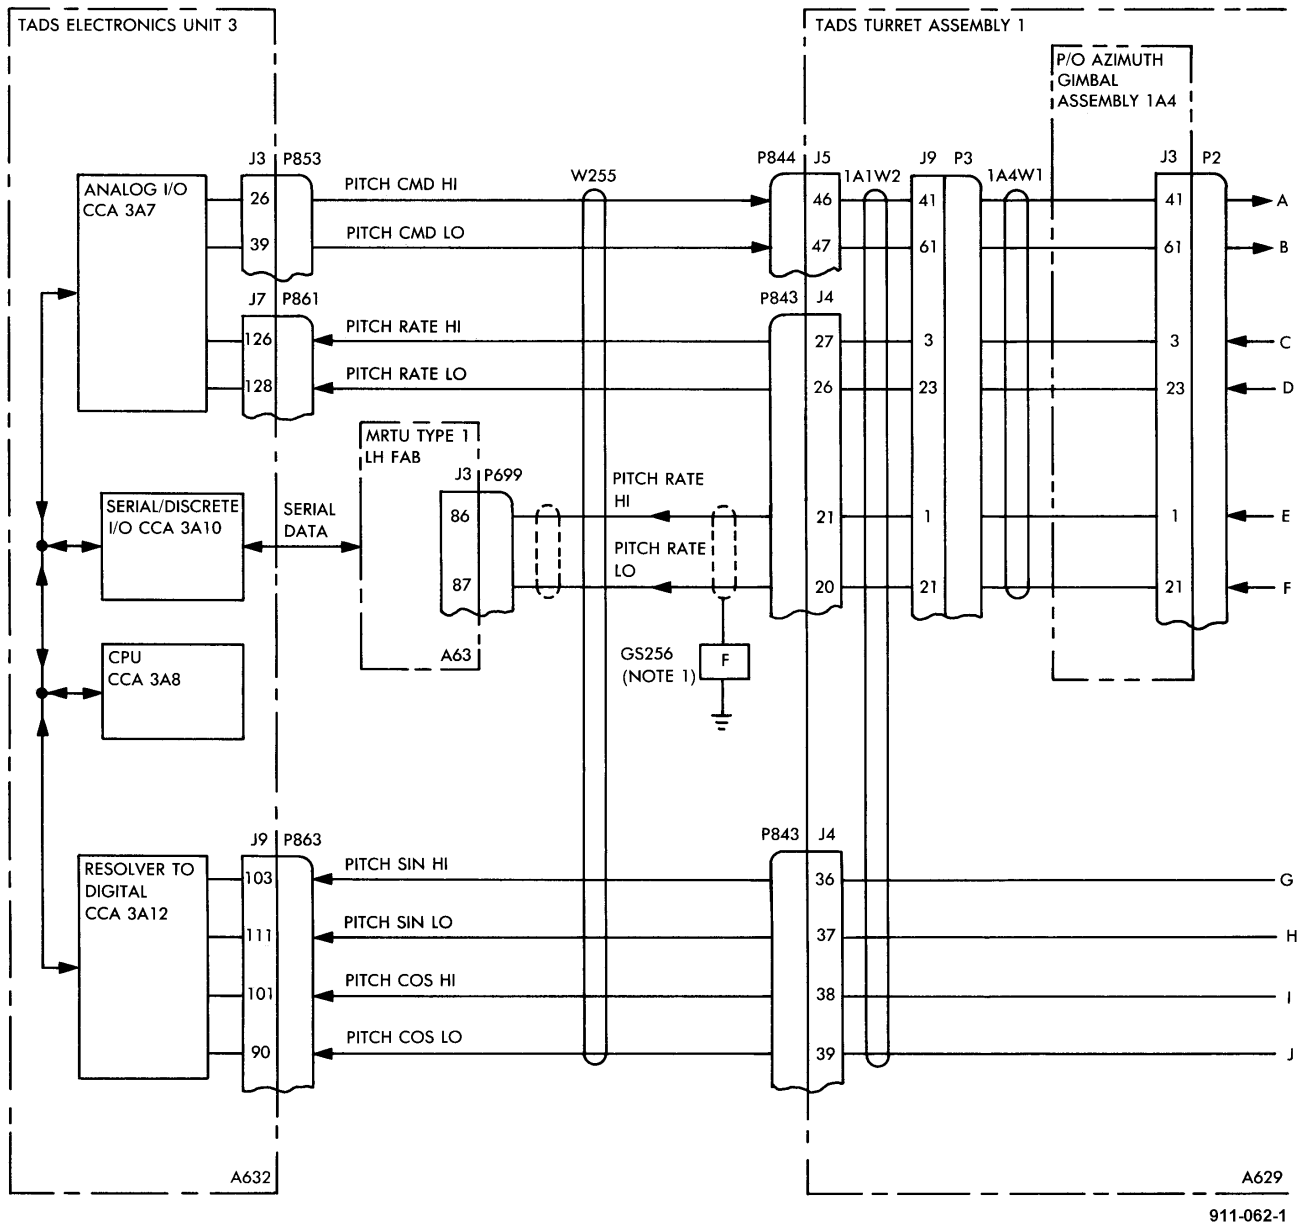 TADS ELECTRONICS UNIT 3
TADS TURRET ASSEMBLY 1
P/O AZIMUTH
GIMBAL
ASSEMBLY 1A4
J3 P853
W255
P844 J5
1A1W2
J9 P3
1A4W1
J3 P2
ANALOG I/O
CCA 3A7
26
PITCH CMD HI
46
41
41
A
39
PITCH CMD LO
47
61
61
B
J7 P861
P843 J4
126
PITCH RATE HI
27
3
3
C
128
PITCH RATE LO
26
23
23
D
MRTU TYPE 1
LH FAB
J3 P699
SERIAL/DISCRETE
I/O CCA 3A10
SERIAL
DATA
86
PITCH RATE
HI
21
1
1
E
87
PITCH RATE
LO
20
21
21
F
A63
GS256
(NOTE 1)
F
CPU
CCA 3A8
J9 P863
P843 J4
RESOLVER TO
DIGITAL
CCA 3A12
103
PITCH SIN HI
36
G
111
PITCH SIN LO
37
H
101
PITCH COS HI
38
I
90
PITCH COS LO
39
J
A632
A629
911-062-1